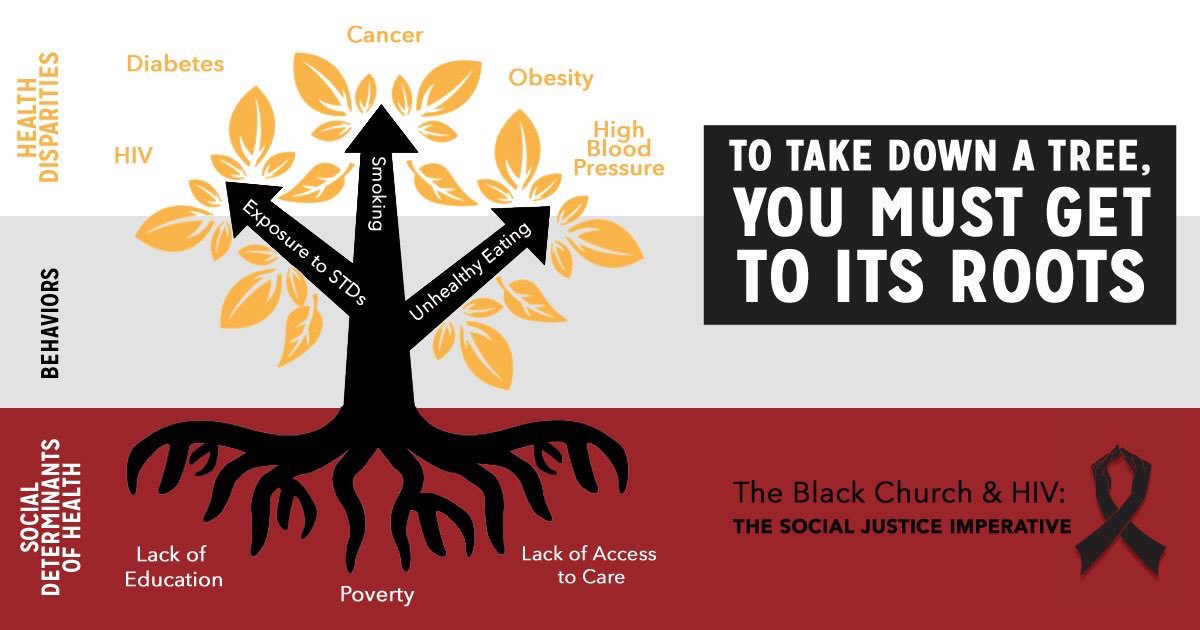 HEALTH
DISPARITIES
Cancer
Diabetes
Obesity
HIV
High
Blood
Pressure
BEHAVIORS
Exposure to STDs
Smoking
Unhealthy Eating
SOCIAL
DETERMINANTS
OF HEALTH
Lack of
Education
Poverty
Lack of Access
to Care
TO TAKE DOWN A TREE,
YOU MUST GET
TO ITS ROOTS
The Black Church & HIV:
THE SOCIAL JUSTICE IMPERATIVE